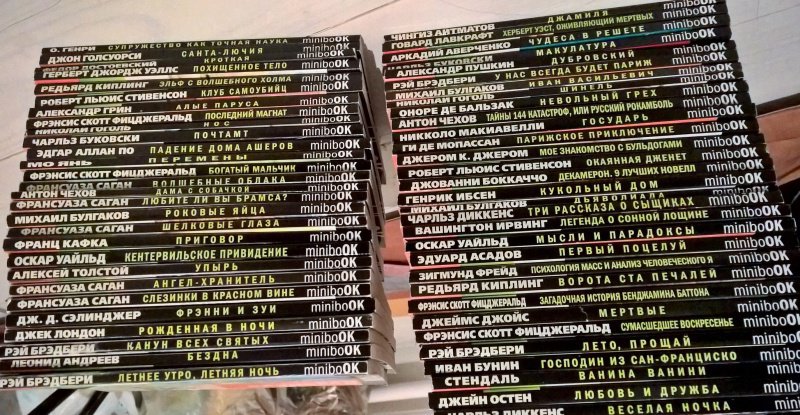 О. ГЕНРИ СУПРУЖЕСТВО КАК ТОЧНАЯ НАУКА miniboOK
ДЖОН ГОЛСУОРСИ САНТА-ЛЮЧИЯ miniboOK
ФЕДОР ДОСТОЕВСКИЙ КРОТКАЯ miniboOK
ГЕРБЕРТ ДЖОРДЖ УЭЛЛС ПОХИЩЕННОЕ ТЕЛО miniboOK
РЕДЬЯРД КИПЛИНГ ЭЛЬФ С ВОЛШЕБНОГО ХОЛМА miniboOK
РОБЕРТ ЛЬЮИС СТИВЕНСОН КЛУБ САМОУБИЙЦ miniboOK
АЛЕКСАНДР ГРИН АЛЫЕ ПАРУСА miniboOK
ФРЭНСИС СКОТТ ФИЦДЖЕРАЛЬД ПОСЛЕДНИЙ МАГНАТ miniboOK
НИКОЛАЙ ГОГОЛЬ НОС miniboOK
ЧАРЛЬЗ БУКОВСКИ ПОЧТАМТ miniboOK
ЭДГАР АЛЛАН ПО ПАДЕНИЕ ДОМА АШЕРОВ miniboOK
МО ЯНЬ ПЕРЕМЕНЫ miniboOK
ФРЭНСИС СКОТТ ФИЦДЖЕРАЛЬД БОГАТЫЙ МАЛЬЧИК miniboOK
ФРАНСУАЗА САГАН ВОЛШЕБНЫЕ ОБЛАКА miniboOK
АНТОН ЧЕХОВ ДАМА С СОБАЧКОЙ miniboOK
ФРАНСУАЗА САГАН ЛЮБИТЕ ЛИ ВЫ БРАМСА? miniboOK
МИХАИЛ БУЛГАКОВ РОКОВЫЕ ЯЙЦА miniboOK
ФРАНСУАЗА САГАН ШЕЛКОВЫЕ ГЛАЗА miniboOK
ФРАНЦ КАФКА ПРИГОВОР miniboOK
ОСКАР УАЙЛЬД КЕНТЕРВИЛЬСКОЕ ПРИВИДЕНИЕ miniboOK
АЛЕКСЕЙ ТОЛСТОЙ УПЫРЬ miniboOK
ФРАНСУАЗА САГАН АНГЕЛ-ХРАНИТЕЛЬ miniboOK
ФРАНСУАЗА САГАН СЛЕЗИНКИ В КРАСНОМ ВИНЕ miniboOK
ДЖ. Д. СЭЛИНДЖЕР ФРЭННИ И ЗУИ miniboOK
ДЖЕК ЛОНДОН РОЖДЕННАЯ В НОЧИ miniboOK
РЭЙ БРЭДБЕРИ КАНУН ВСЕХ СВЯТЫХ miniboOK
ЛЕОНИД АНДРЕЕВ БЕЗДНА miniboOK
РЭЙ БРЭДБЕРИ ЛЕТНЕЕ УТРО, ЛЕТНЯЯ НОЧЬ miniboOK
ЧИНГИЗ АЙТМАТОВ ДЖАМИЛЯ miniboOK
ГОВАРД ЛАВКРАФТ ХЕРБЕРТ УЭСТ, ОЖИВЛЯЮЩИЙ МЕРТВЫХ miniboOK
АРКАДИЙ АВЕРЧЕНКО ЧУДЕСА В РЕШЕТЕ miniboOK
ЧАРЛЬЗ БУКОВСКИ МАКУЛАТУРА miniboOK
АЛЕКСАНДР ПУШКИН ДУБРОВСКИЙ miniboOK
РЭЙ БРЭДБЕРИ У НАС ВСЕГДА БУДЕТ ПАРИЖ miniboOK
МИХАИЛ БУЛГАКОВ ИВАН ВАСИЛЬЕВИЧ miniboOK
НИКОЛАЙ ГОГОЛЬ ШИНЕЛЬ miniboOK
ОНОРЕ ДЕ БАЛЬЗАК НЕВОЛЬНЫЙ ГРЕХ miniboOK
АНТОН ЧЕХОВ ТАЙНЫ 144 КАТАСТРОФ, ИЛИ РУССКИЙ РОКАМБОЛЬ miniboOK
НИККОЛО МАКИАВЕЛЛИ ГОСУДАРЬ miniboOK
ГИ ДЕ МОПАССАН ПАРИЖСКОЕ ПРИКЛЮЧЕНИЕ miniboOK
ДЖЕРОМ К. ДЖЕРОМ МОЕ ЗНАКОМСТВО С БУЛЬДОГАМИ miniboOK
РОБЕРТ ЛЬЮИС СТИВЕНСОН ОКАЯННАЯ ДЖЕНЕТ miniboOK
ДЖОВАННИ БОККАЧЧО ДЕКАМЕРОН. 9 ЛУЧШИХ НОВЕЛЛ miniboOK
ГЕНРИК ИБСЕН КУКОЛЬНЫЙ ДОМ miniboOK
МИХАИЛ БУЛГАКОВ ДЬЯВОЛИАДА miniboOK
ЧАРЛЬЗ ДИККЕНС ТРИ РАССКАЗА О СЫЩИКАХ miniboOK
ВАШИНГТОН ИРВИНГ ЛЕГЕНДА О СОННОЙ ЛОЩИНЕ miniboOK
ОСКАР УАЙЛЬД МЫСЛИ И ПАРАДОКСЫ miniboOK
ЭДУАРД АСАДОВ ПЕРВЫЙ ПОЦЕЛУЙ miniboOK
ЗИГМУНД ФРЕЙД ПСИХОЛОГИЯ МАСС И АНАЛИЗ ЧЕЛОВЕЧЕСКОГО Я miniboOK
РЕДЬЯРД КИПЛИНГ ВОРОТА СТА ПЕЧАЛЕЙ miniboOK
ФРЭНСИС СКОТТ ФИЦДЖЕРАЛЬД ЗАГАДОЧНАЯ ИСТОРИЯ БЕНДЖАМИНА БАТТОНА miniboOK
ДЖЕЙМС ДЖОЙС МЕРТВЫЕ miniboOK
ФРЭНСИС СКОТТ ФИЦДЖЕРАЛЬД СУМАСШЕДШЕЕ ВОСКРЕСЕНЬЕ miniboOK
РЭЙ БРЭДБЕРИ ЛЕТО, ПРОЩАЙ miniboOK
ИВАН БУНИН ГОСПОДИН ИЗ САН-ФРАНЦИСКО miniboOK
СТЕНДАЛЬ ВАНИНА ВАНИНИ miniboOK
ДЖЕЙН ОСТЕН ЛЮБОВЬ И ДРУЖБА miniboOK
ЧАРЛЬЗ ДИККЕНС ВЕСЕЛАЯ НОЧКА miniboOK